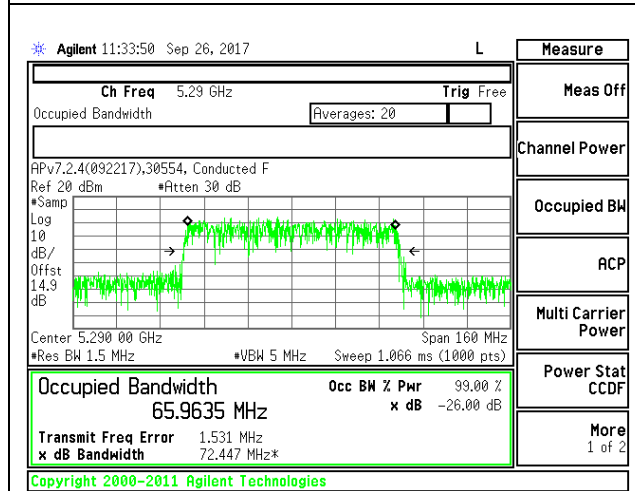 Agilent 11:33:50 Sep 26, 2017 L
Measure
Ch Freq 5.29 GHz Trig Free
Occupied Bandwidth Averages: 20
APv7.2.4(092217),30554, Conducted F
Ref 20 dBm #Atten 30 dB
#Samp
Log
10
dB/
Offst
14.9
dB
Center 5.290 00 GHz Span 160 MHz
#Res BW 1.5 MHz #VBW 5 MHz Sweep 1.066 ms (1000 pts)
Occupied Bandwidth Occ BW % Pwr 99.00 %
65.9635 MHz x dB -26.00 dB
Transmit Freq Error 1.531 MHz
x dB Bandwidth 72.447 MHz*
Copyright 2000-2011 Agilent Technologies
Meas Off
Channel Power
Occupied BW
ACP
Multi Carrier
Power
Power Stat
CCDF
More
1 of 2